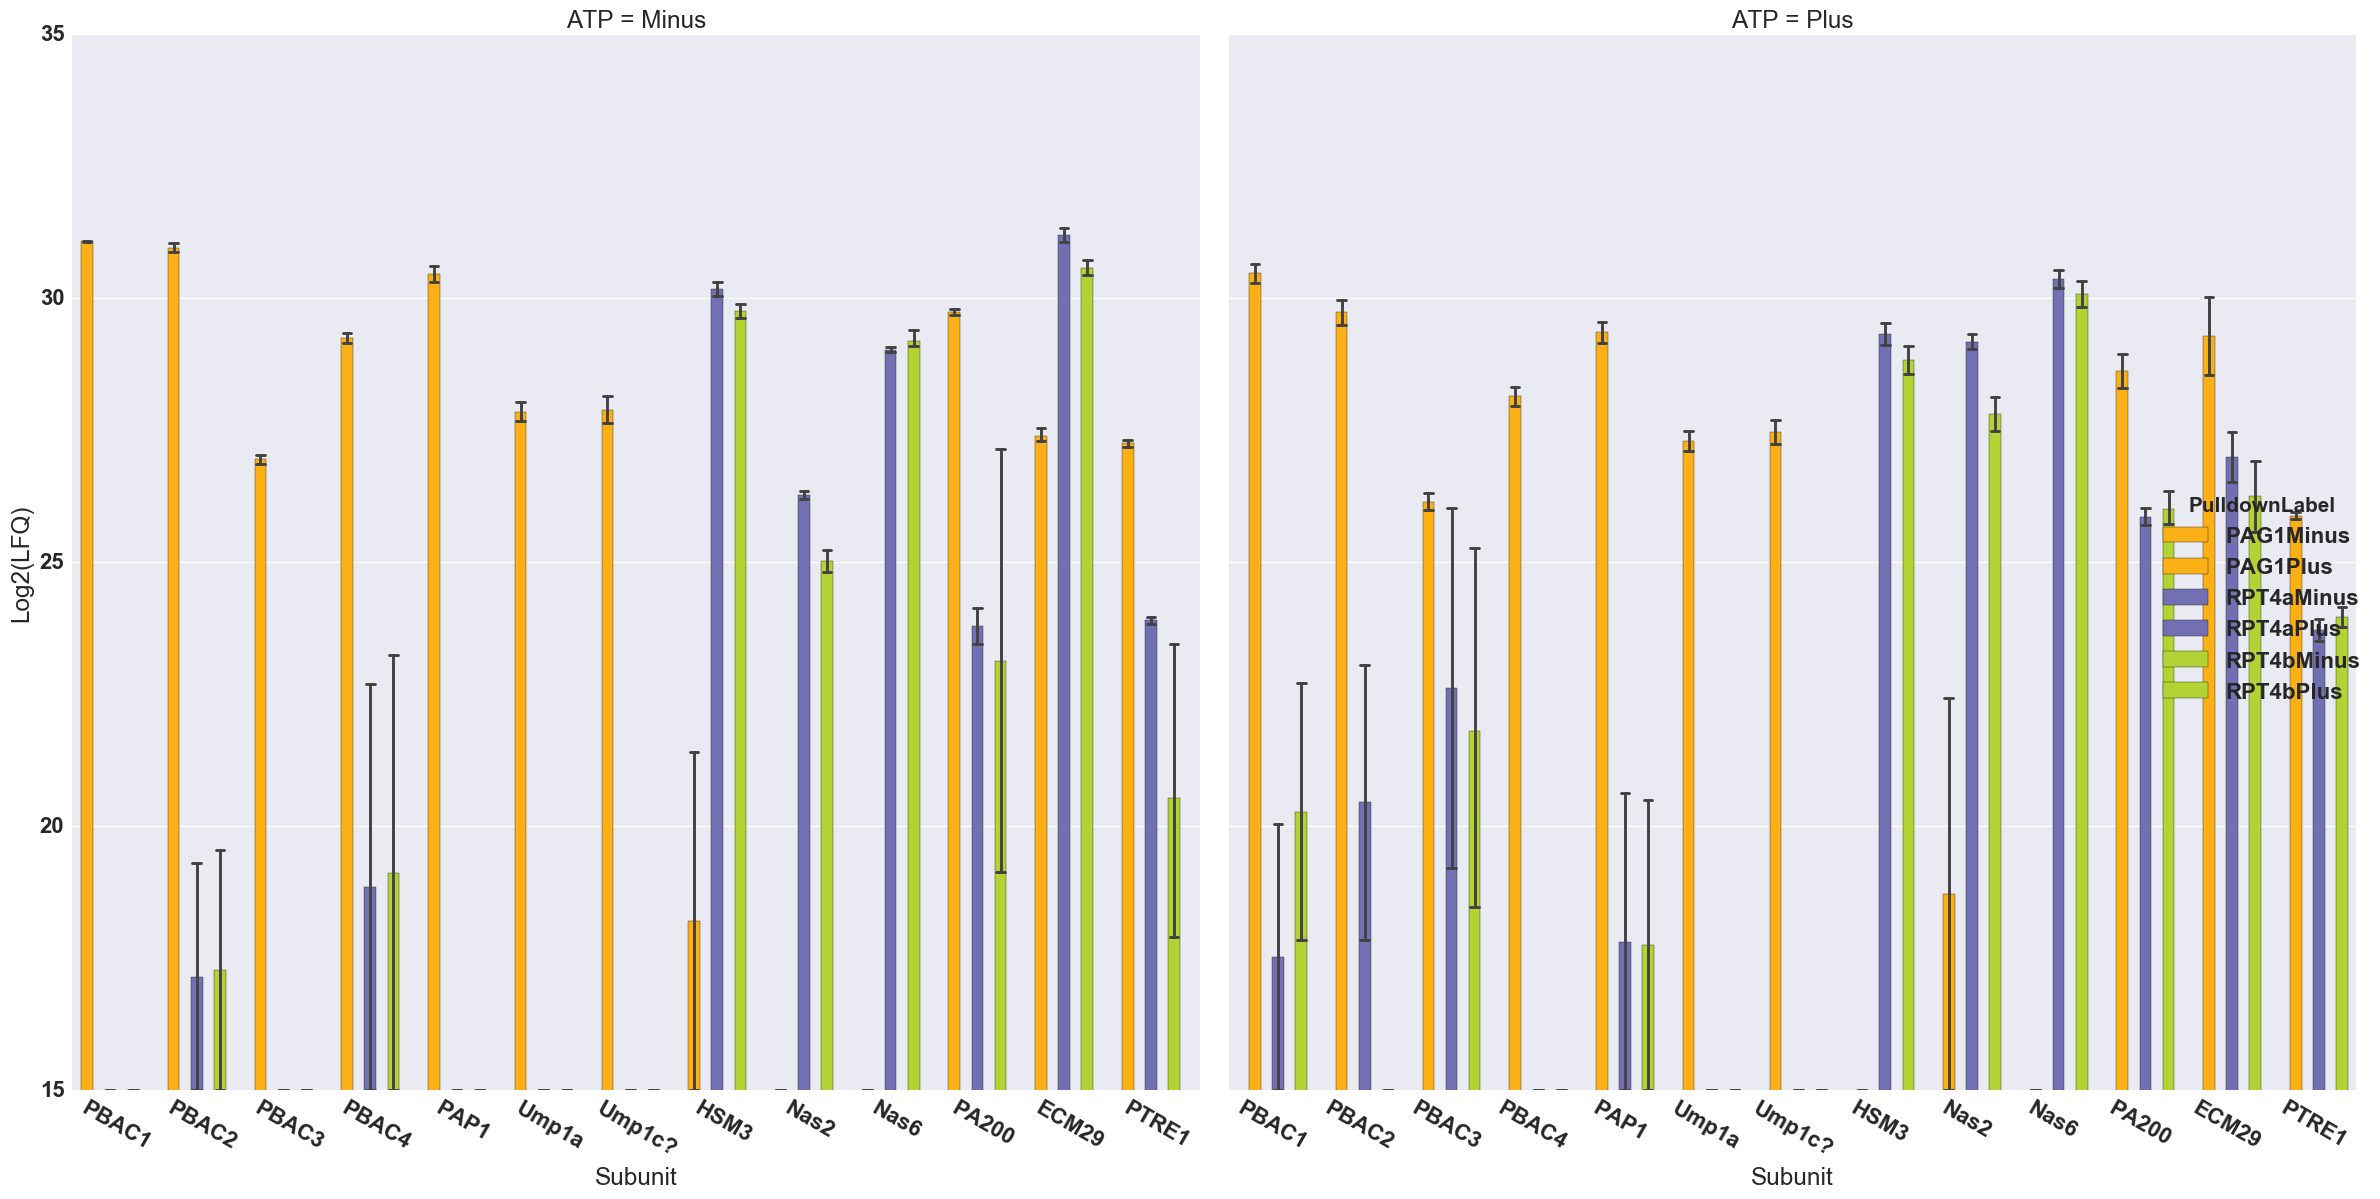 ATP = Minus
ATP = Plus
35
30
25
20
15
Log2(LFQ)
PBAC1
PBAC2
PBAC3
PBAC4
PAP1
Ump1a
Ump1c?
HSM3
Nas2
Nas6
PA200
ECM29
PTRE1
Subunit
PBAC1
PBAC2
PBAC3
PBAC4
PAP1
Ump1a
Ump1c?
HSM3
Nas2
Nas6
PA200
ECM29
PTRE1
Subunit
PulldownLabel
PAG1Minus
PAG1Plus
RPT4aMinus
RPT4aPlus
RPT4bMinus
RPT4bPlus